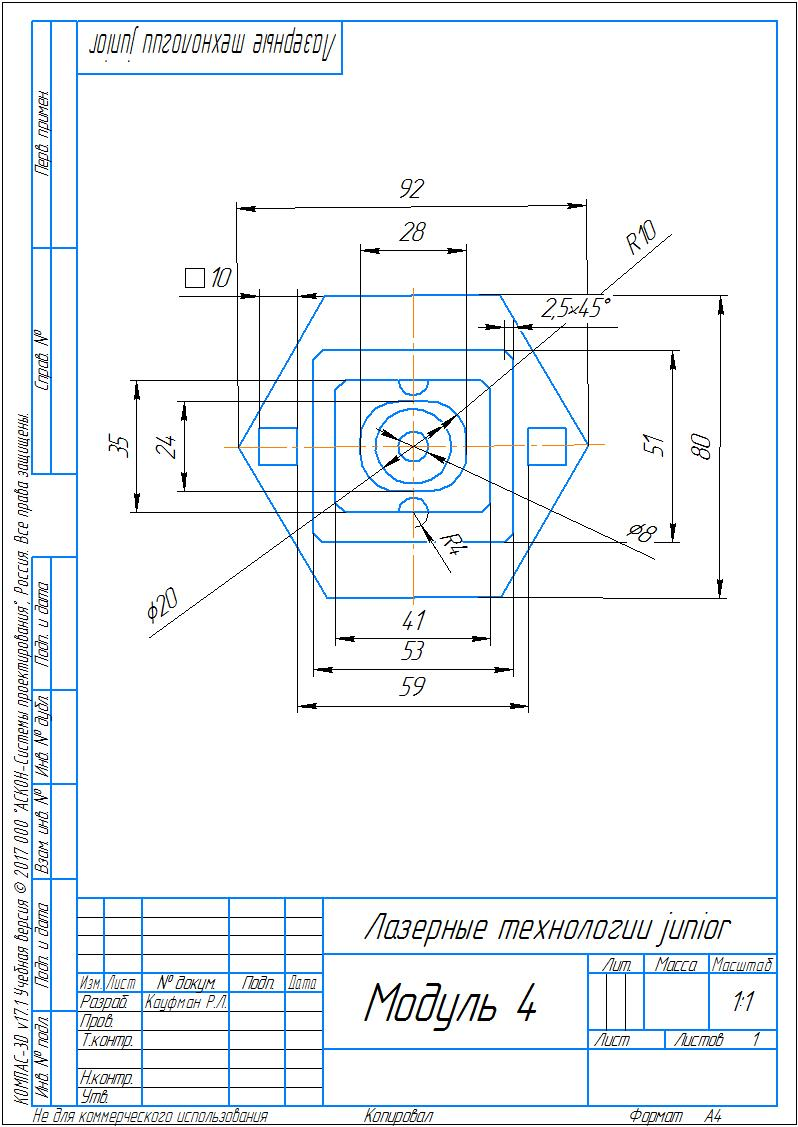 Лазерные технологии junior
Перв. примен.
Справ. №
Подп. и дата
Инв. № дубл.
Взам. инв. №
Подп. и дата
Инв. № подл.
КОМПАС-3D v17.1 Учебная версия © 2017 ООО "АСКОН-Системы проектирования", Россия. Все права защищены.
92
28
R10
□ 10
2,5×45°
35
24
51
80
R4
⌀8
⌀20
41
53
59
Лазерные технологии junior
Модуль 4
Лит. Масса Масштаб
1:1
Лист Листов 1
Изм. Лист № докум. Подп. Дата
Разраб. Кауфман Р.Л.
Пров.
Т.контр.
Н.контр.
Утв.
Не для коммерческого использования Копировал Формат А4